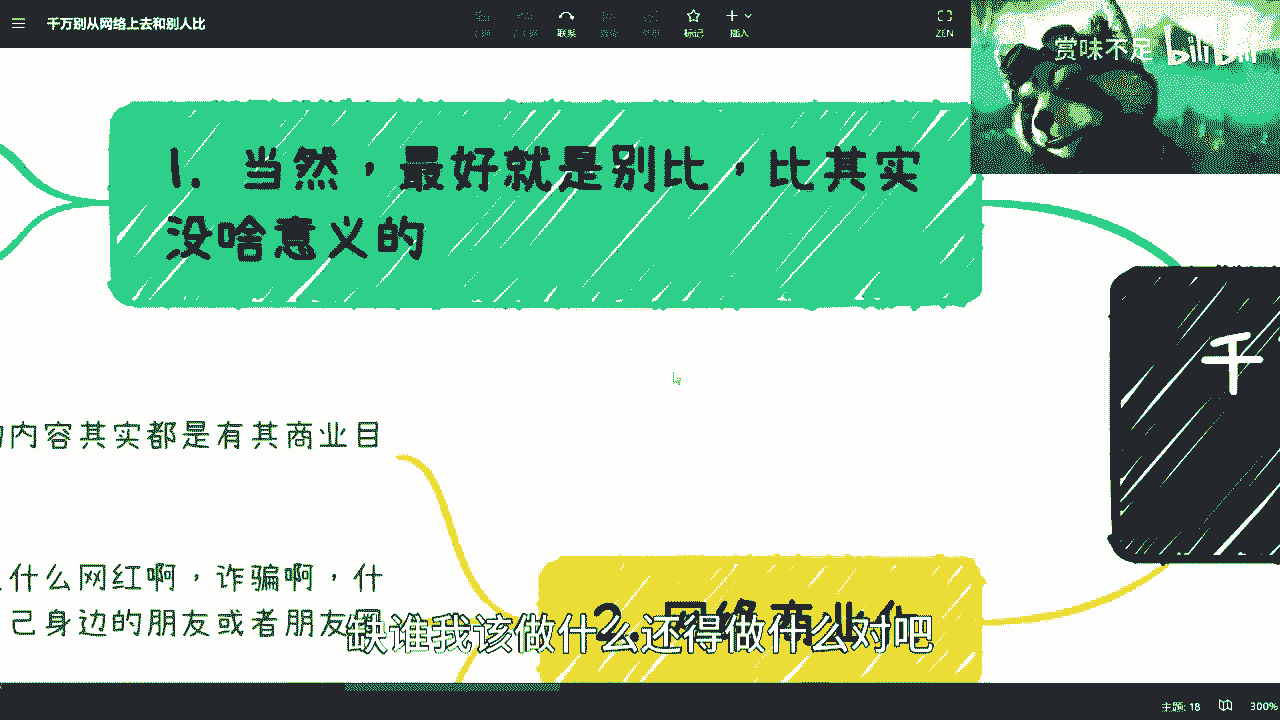 千万别从网络上去和别人比
联系
标记
插入
ZEN
赏味不足 bilibili
1. 当然，最好就是别比，比其实
没啥意义的
千
内容其实都是有其商业目
什么网红啊，诈骗啊，什
己身边的朋友或者朋友圈
2. 网络商业化
缺谁我该做什么还得做什么对吧
主题: 18
300%